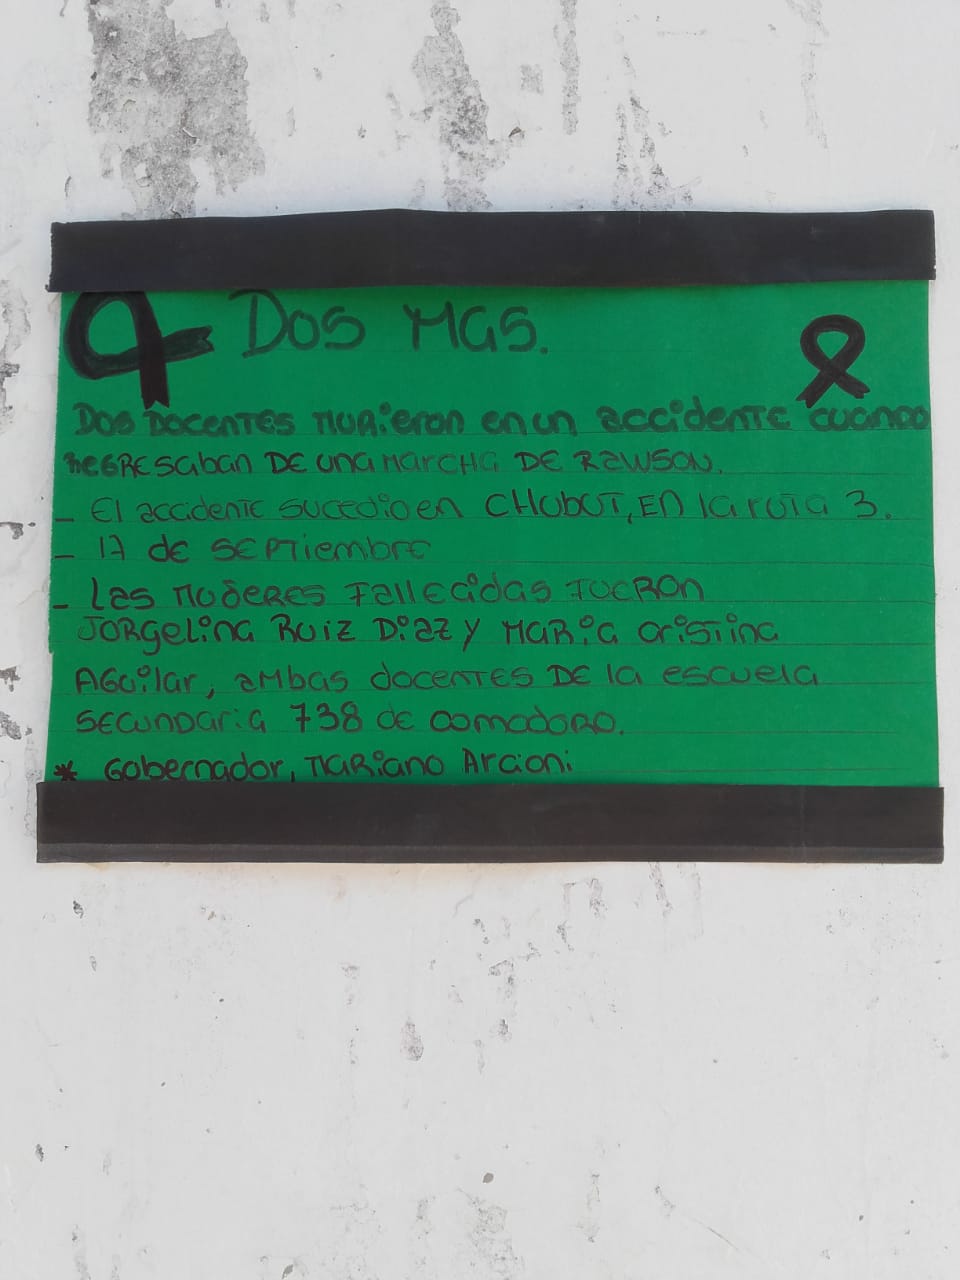 DOS MAS.
DOS DOCENTES MURieron en un accidenTE cuando
REGRESaban DE una MARCHA DE RAWSON.
- El accidenTE SUCEDio en CHUBUT, EN la RUTA 3.
- 17 de SEPTiembre
- Las MUJERES FallEcidas FUERON
JORgelina RUiZ DiaZ y MARia CRiSTina
AGuilar, ambas docenTES DE la escuela
SEcunDaria 738 de comodoRO.
* Gobernador, MARiano Arcioni